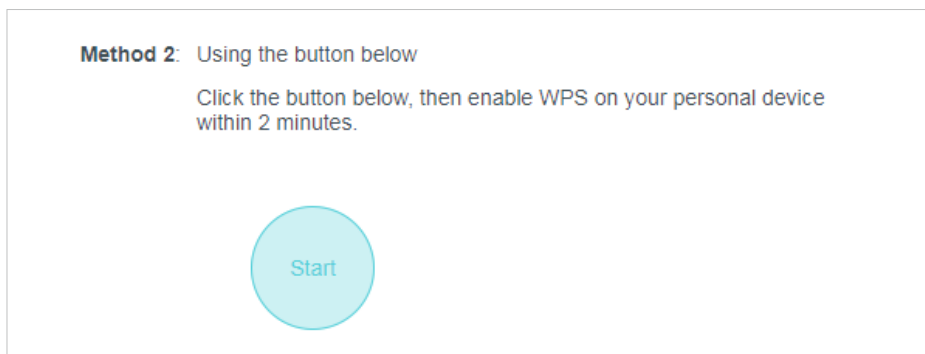 Method 2: Using the button below
Click the button below, then enable WPS on your personal device
within 2 minutes.
Start